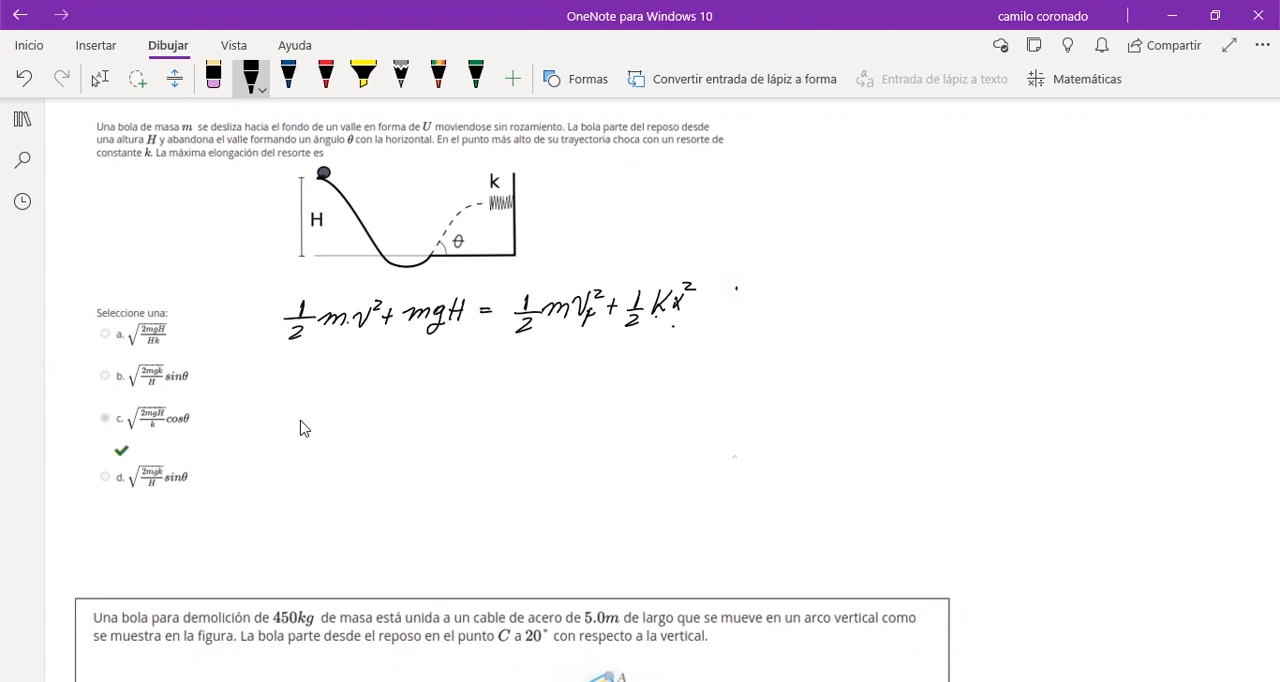 OneNote para Windows 10
camilo coronado
Inicio Insertar Dibujar Vista Ayuda Compartir
Formas Convertir entrada de lápiz a forma Entrada de lápiz a texto Matemáticas
Una bola de masa m se desliza hacia el fondo de un valle en forma de U moviendose sin rozamiento. La bola parte del reposo desde
una altura H y abandona el valle formando un ángulo θ con la horizontal. En el punto más alto de su trayectoria choca con un resorte de
constante k. La máxima elongación del resorte es
k
H
θ
1/2 m.v² + mgH = 1/2 mVf² + 1/2 Kx²
Seleccione una:
a. √(2mgH/Hk)
b. √(2mgk/H) sinθ
c. √(2mgH/k) cosθ
d. √(2mgk/H) sinθ
Una bola para demolición de 450kg de masa está unida a un cable de acero de 5.0m de largo que se mueve en un arco vertical como
se muestra en la figura. La bola parte desde el reposo en el punto C a 20° con respecto a la vertical.
A